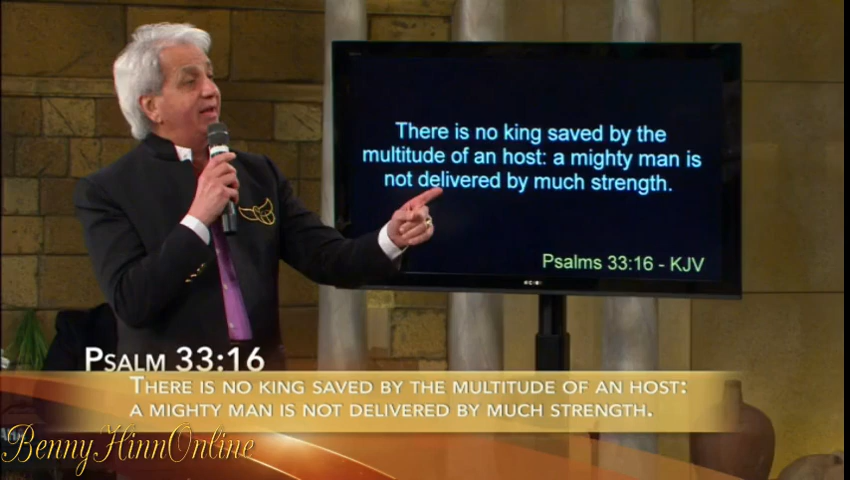 There is no king saved by the
multitude of an host: a mighty man is
not delivered by much strength.
Psalms 33:16 - KJV
PSALM 33:16
THERE IS NO KING SAVED BY THE MULTITUDE OF AN HOST:
A MIGHTY MAN IS NOT DELIVERED BY MUCH STRENGTH.
BennyHinnOnline